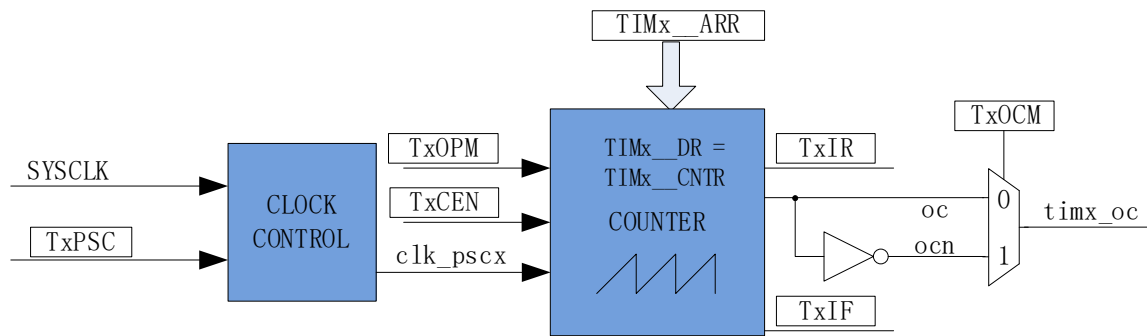 TIMx__ARR
TxOCM
TxOPM
TIMx__DR =
TIMx__CNTR
TxIR
SYSCLK
CLOCK
CONTROL
TxCEN
COUNTER
0
oc
timx_oc
TxPSC
clk_pscx
ocn
1
TxIF